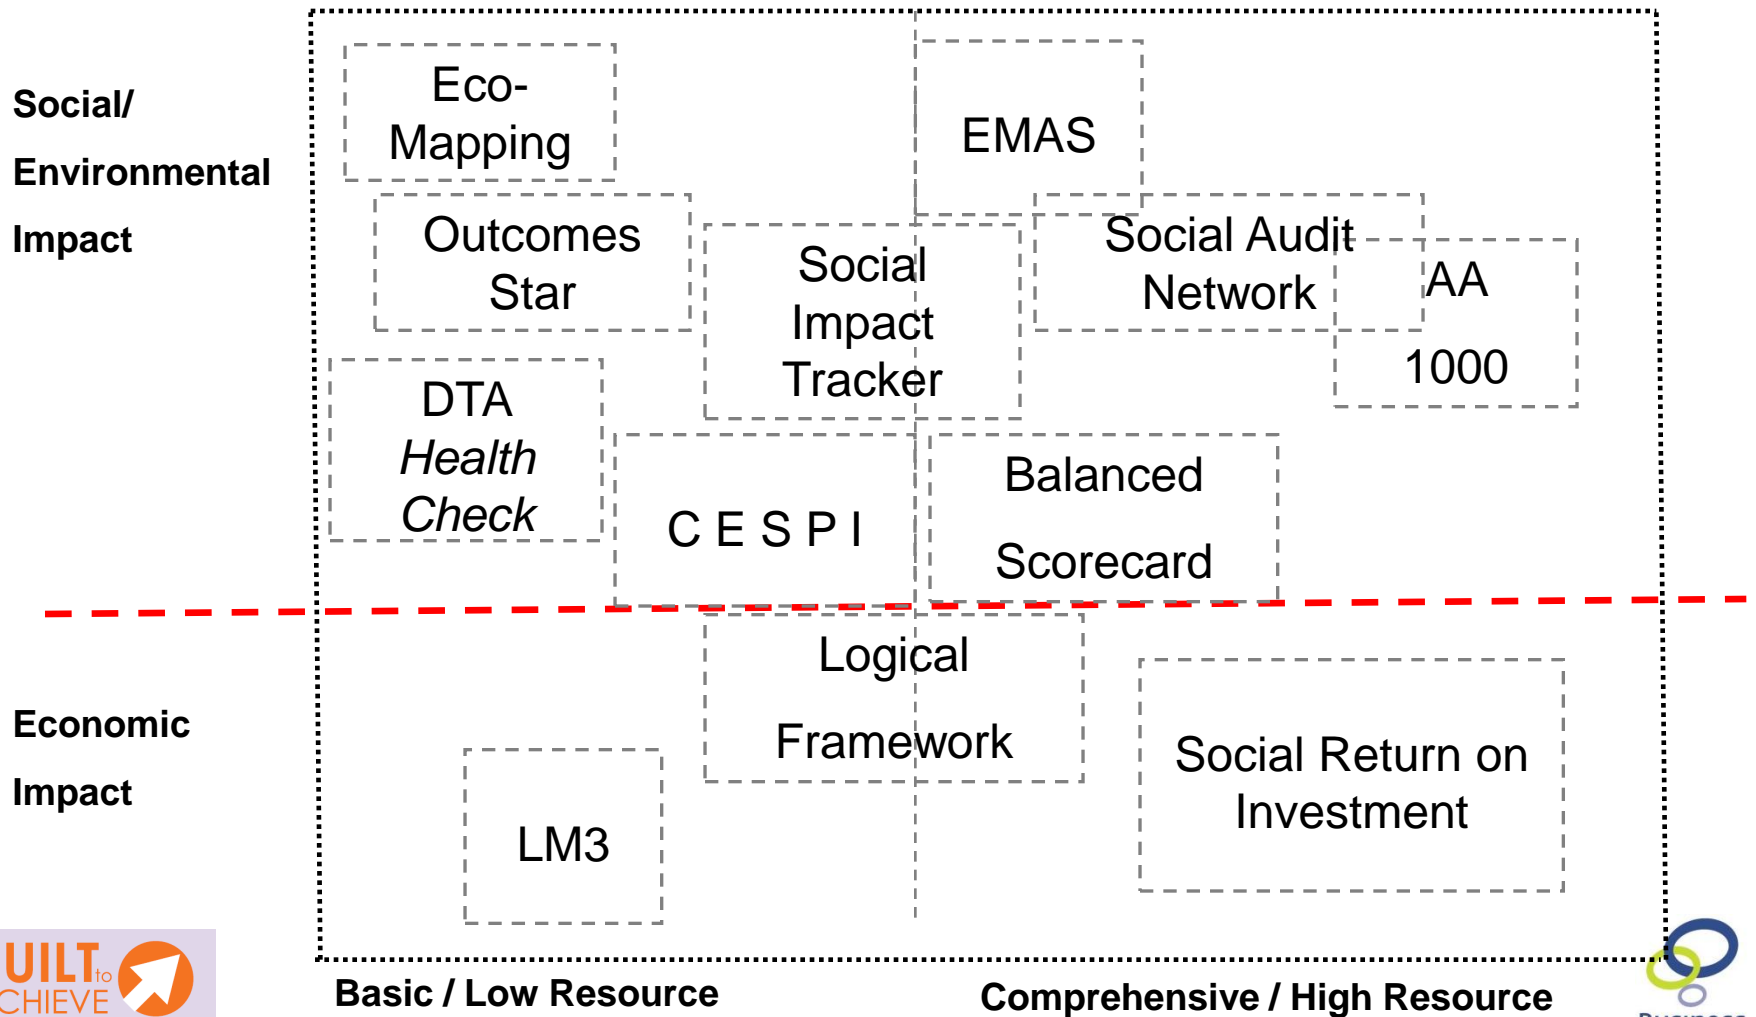 Social/
Environmental
Impact
Eco-
Mapping
EMAS
Outcomes
Star
Social
Impact
Tracker
Social Audit
Network
AA
1000
DTA
Health
Check
C E S P I
Balanced
Scorecard
Economic
Impact
Logical
Framework
Social Return on
Investment
LM3
UILT to
CHIEVE
Basic / Low Resource
Comprehensive / High Resource